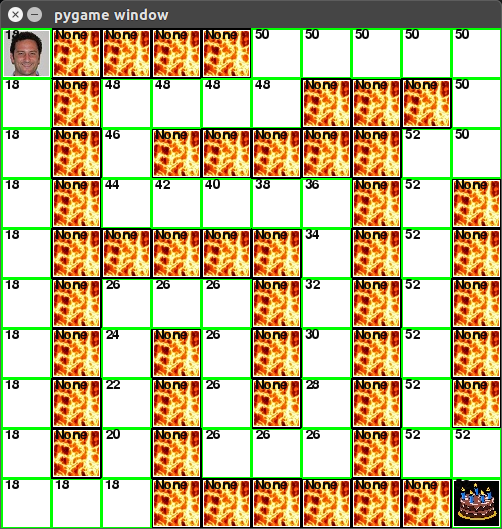 pygame window
18 None None None None 50 50 50 50 50
18 None 48 48 48 48 None None None 50
18 None 46 None None None None None 52 50
18 None 44 42 40 38 36 None 52 None
18 None None None None None 34 None 52 None
18 None 26 26 26 None 32 None 52 None
18 None 24 None 26 None 30 None 52 None
18 None 22 None 26 None 28 None 52 None
18 None 20 None 26 26 26 None 52 52
18 18 18 None None None None None None